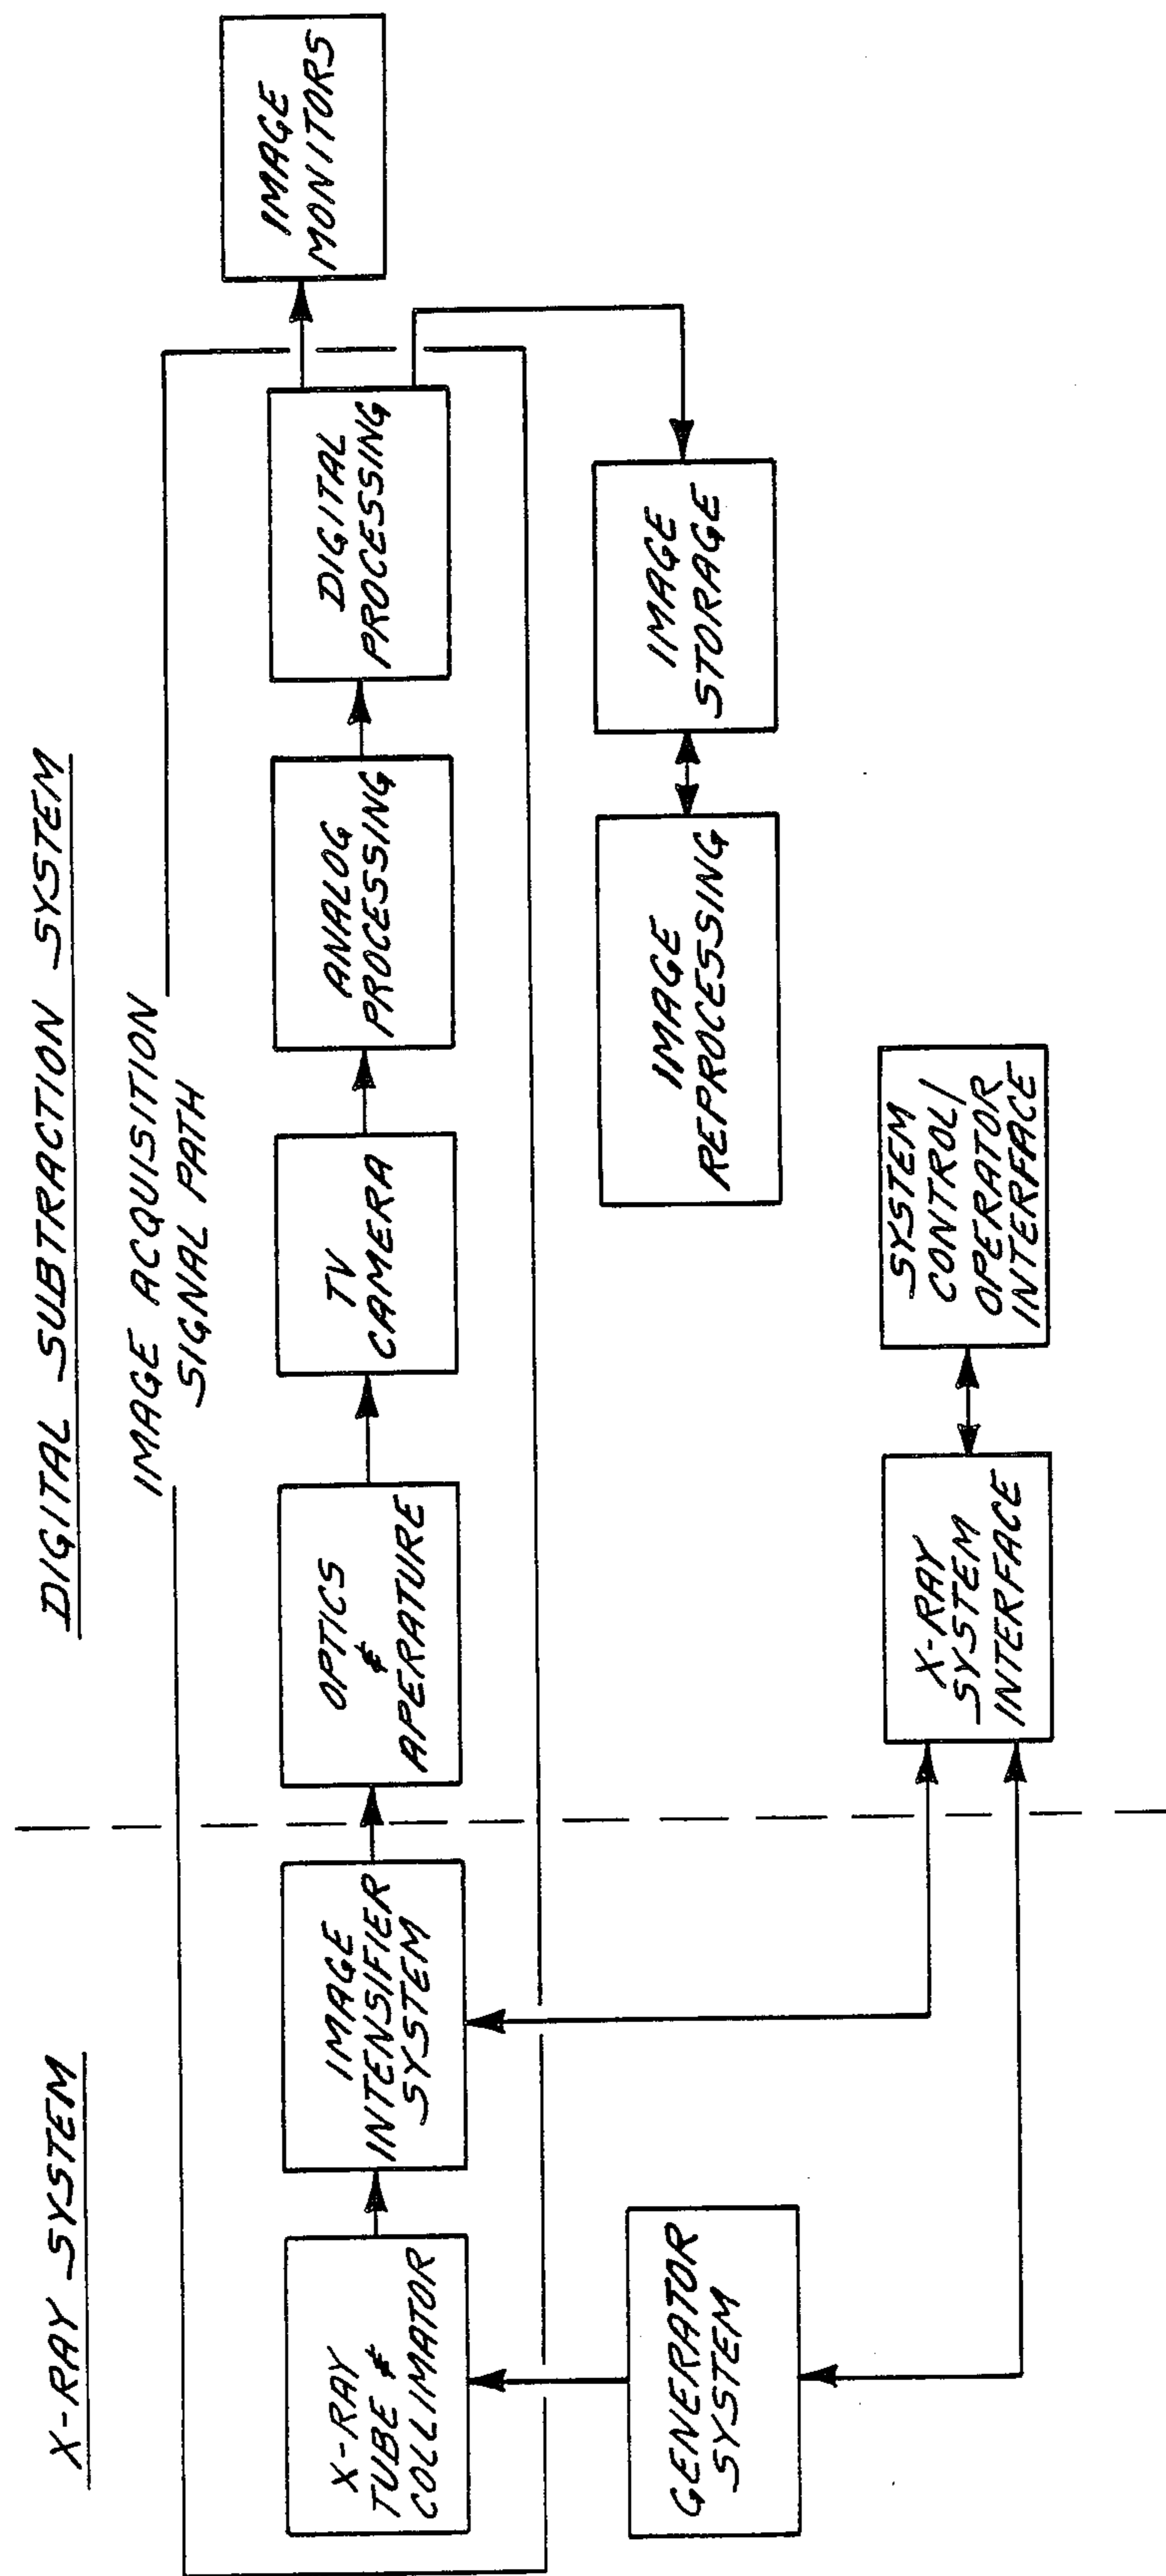 X-RAY SYSTEM
DIGITAL SUBTRACTION SYSTEM
IMAGE ACQUISITION
SIGNAL PATH
X-RAY
TUBE &
COLLIMATOR
IMAGE
INTENSIFIER
SYSTEM
OPTICS
&
APERATURE
TV
CAMERA
ANALOG
PROCESSING
DIGITAL
PROCESSING
IMAGE
MONITORS
GENERATOR
SYSTEM
IMAGE
REPROCESSING
IMAGE
STORAGE
X-RAY
SYSTEM
INTERFACE
SYSTEM
CONTROL/
OPERATOR
INTERFACE